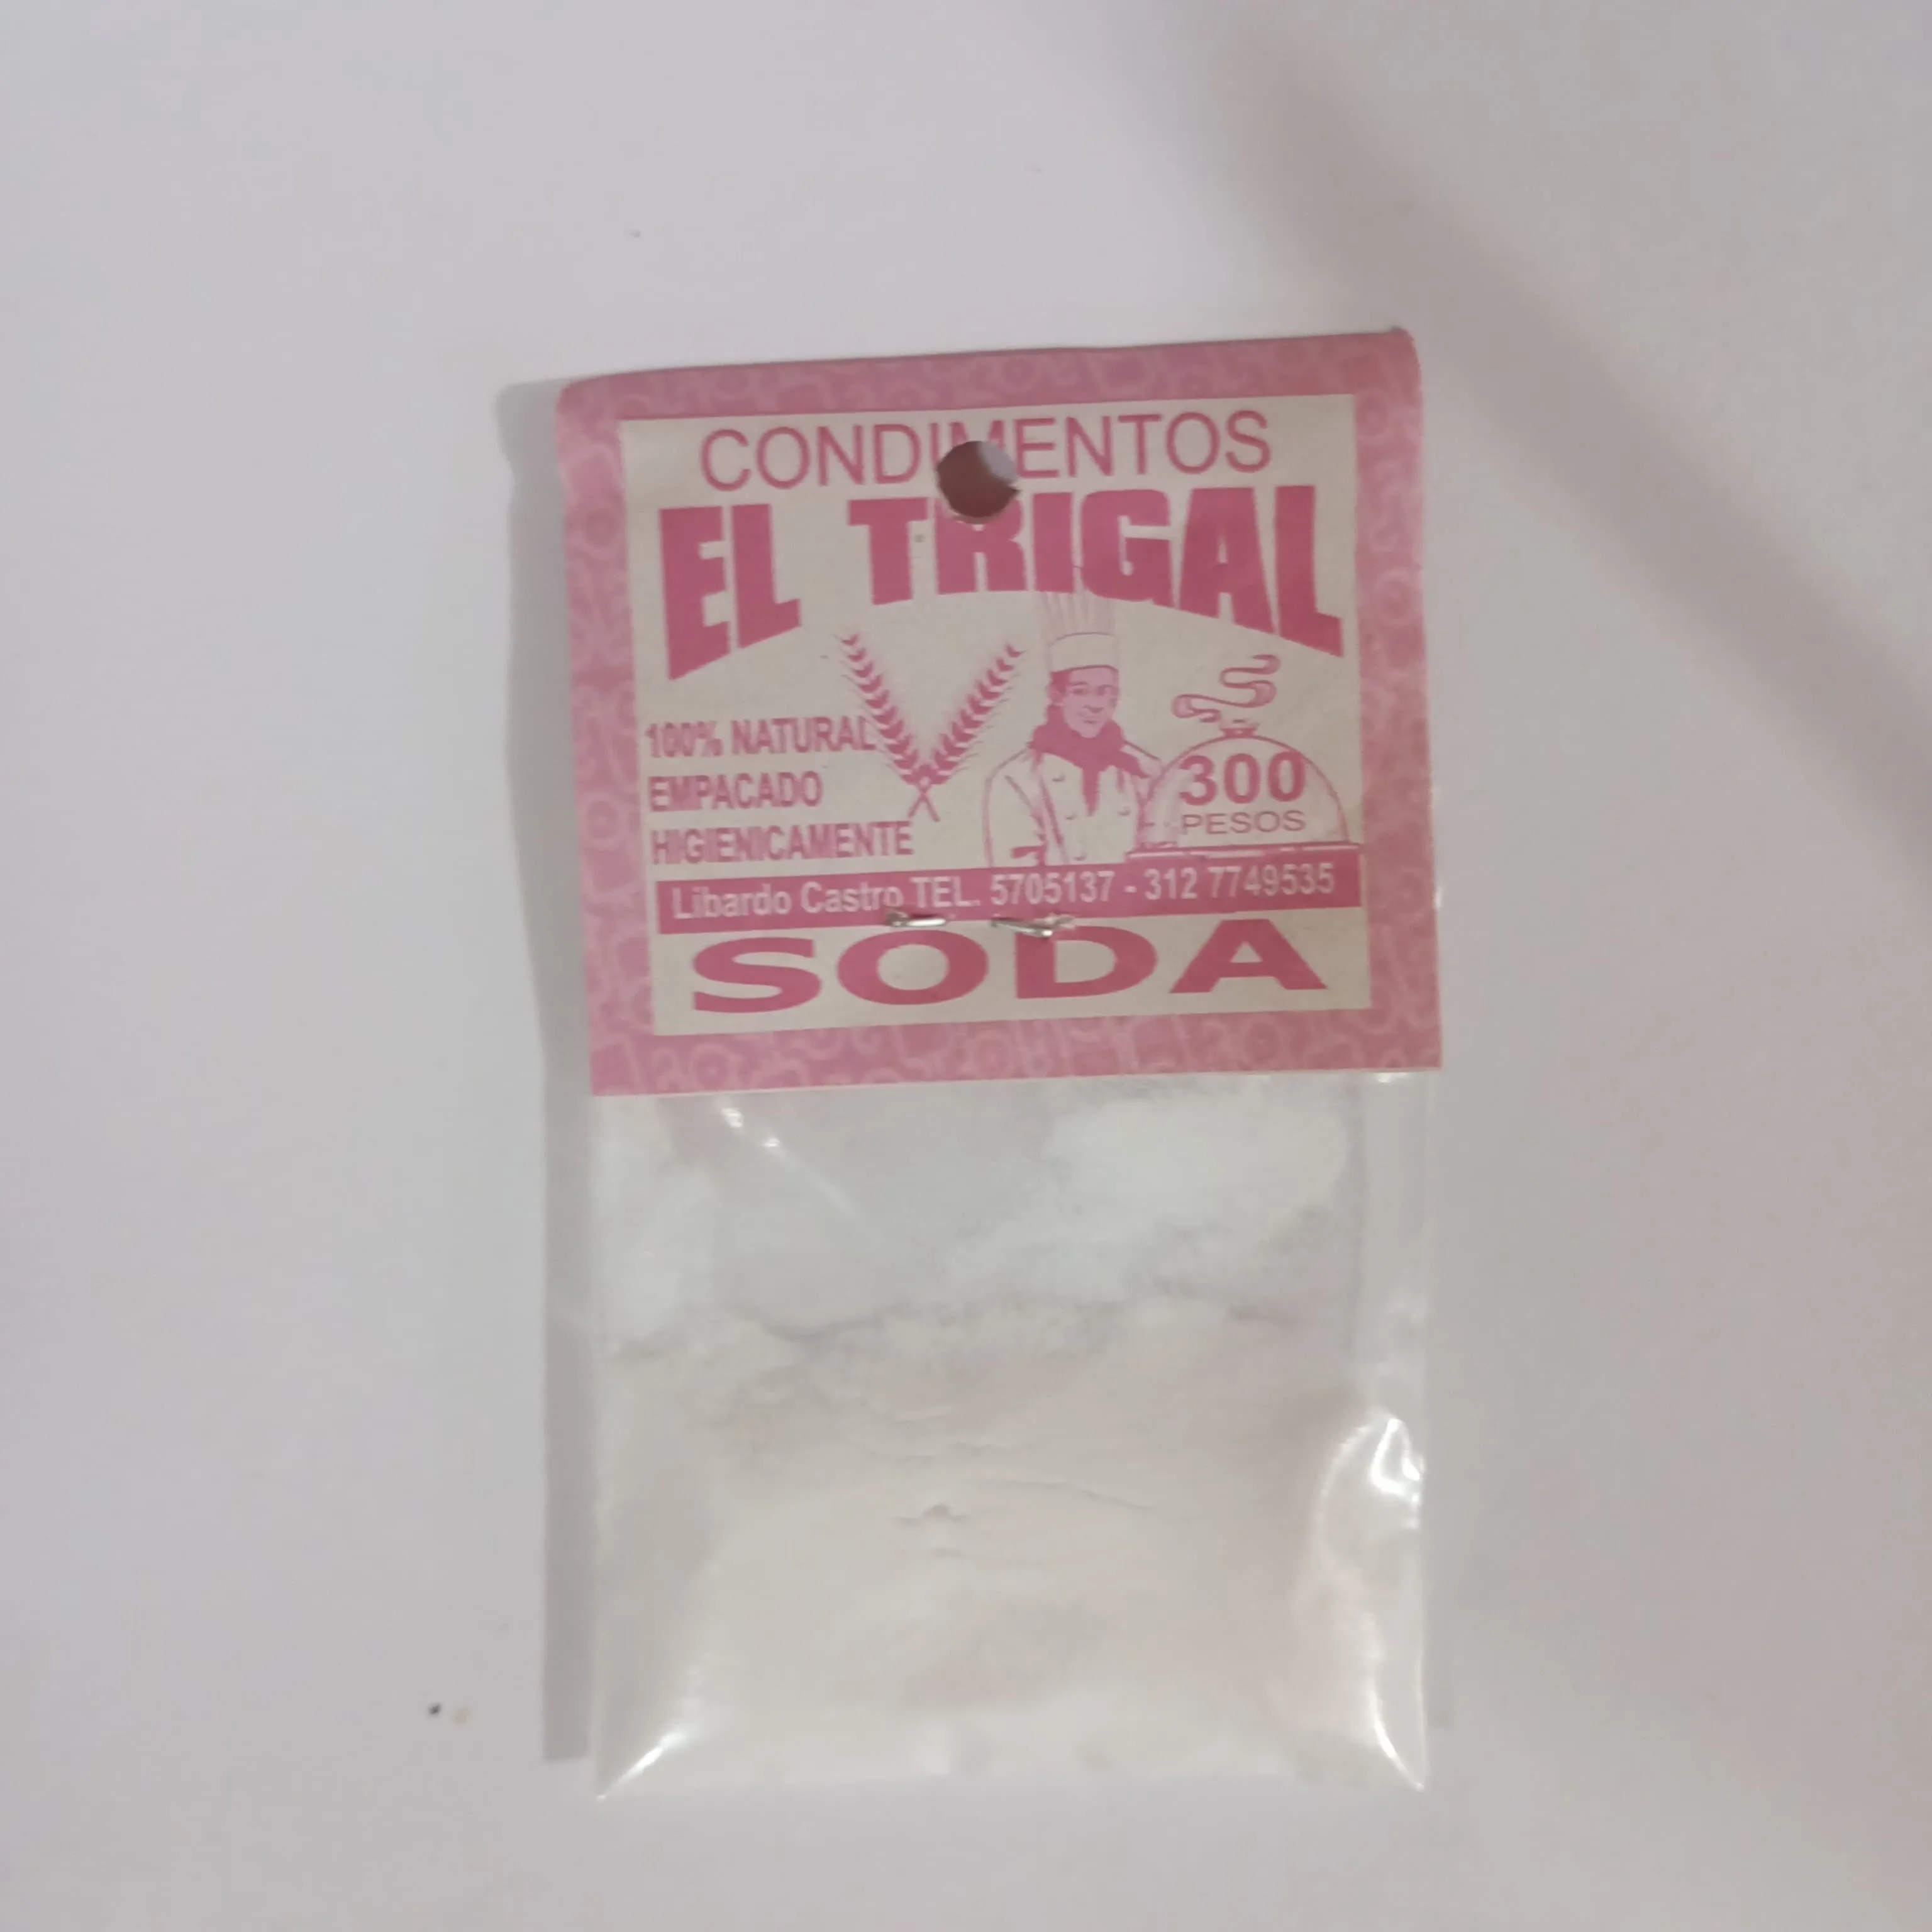 CONDIMENTOS
EL TRIGAL
100% NATURAL
EMPACADO
HIGIENICAMENTE
300
PESOS
Libardo Castro TEL. 5705137 - 312 7749535
SODA